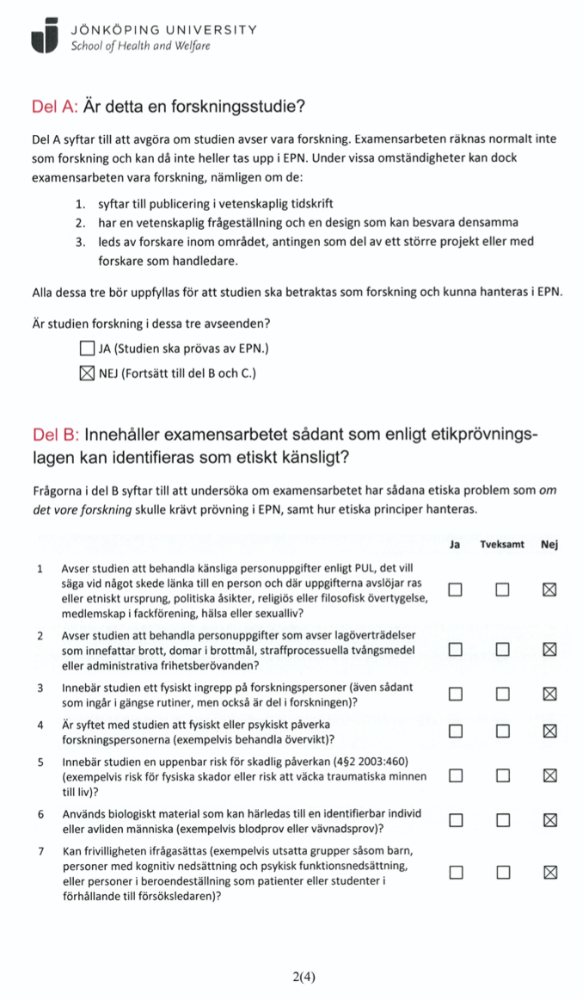 JÖNKÖPING UNIVERSITY
School of Health and Welfare
Del A: Är detta en forskningsstudie?
Del A syftar till att avgöra om studien avser vara forskning. Examensarbeten räknas normalt inte
som forskning och kan då inte heller tas upp i EPN. Under vissa omständigheter kan dock
examensarbeten vara forskning, nämligen om de:
1. syftar till publicering i vetenskaplig tidskrift
2. har en vetenskaplig frågeställning och en design som kan besvara densamma
3. leds av forskare inom området, antingen som del av ett större projekt eller med
forskare som handledare.
Alla dessa tre bör uppfyllas för att studien ska betraktas som forskning och kunna hanteras i EPN.
Är studien forskning i dessa tre avseenden?
☐ JA (Studien ska prövas av EPN.)
☒ NEJ (Fortsätt till del B och C.)
Del B: Innehåller examensarbetet sådant som enligt etikprövnings-
lagen kan identifieras som etiskt känsligt?
Frågorna i del B syftar till att undersöka om examensarbetet har sådana etiska problem som om
det vore forskning skulle krävt prövning i EPN, samt hur etiska principer hanteras.
Ja Tveksamt Nej
1 Avser studien att behandla känsliga personuppgifter enligt PUL, det vill
säga vid något skede länka till en person och där uppgifterna avslöjar ras
eller etniskt ursprung, politiska åsikter, religiös eller filosofisk övertygelse,
medlemskap i fackförening, hälsa eller sexualliv? ☐ ☐ ☒
2 Avser studien att behandla personuppgifter som avser lagöverträdelser
som innefattar brott, domar i brottmål, straffprocessuella tvångsmedel
eller administrativa frihetsberövanden? ☐ ☐ ☒
3 Innebär studien ett fysiskt ingrepp på forskningspersoner (även sådant
som ingår i gängse rutiner, men också är del i forskningen)? ☐ ☐ ☒
4 Är syftet med studien att fysiskt eller psykiskt påverka
forskningspersonerna (exempelvis behandla övervikt)? ☐ ☐ ☒
5 Innebär studien en uppenbar risk för skadlig påverkan (4§2 2003:460)
(exempelvis risk för fysiska skador eller risk att väcka traumatiska minnen
till liv)? ☐ ☐ ☒
6 Används biologiskt material som kan härledas till en identifierbar individ
eller avliden människa (exempelvis blodprov eller vävnadsprov)? ☐ ☐ ☒
7 Kan frivilligheten ifrågasättas (exempelvis utsatta grupper såsom barn,
personer med kognitiv nedsättning och psykisk funktionsnedsättning,
eller personer i beroendeställning som patienter eller studenter i
förhållande till försöksledaren)? ☐ ☐ ☒
2(4)